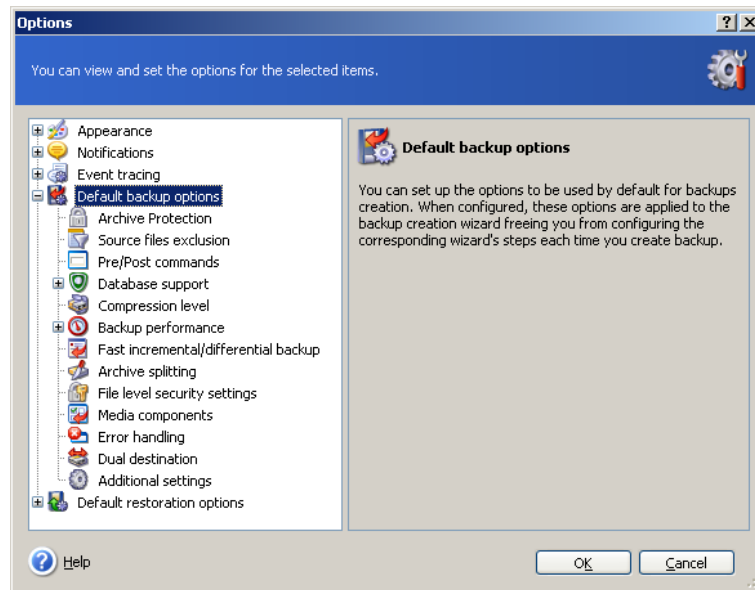 Options
You can view and set the options for the selected items.
Appearance
Notifications
Event tracing
Default backup options
Archive Protection
Source files exclusion
Pre/Post commands
Database support
Compression level
Backup performance
Fast incremental/differential backup
Archive splitting
File level security settings
Media components
Error handling
Dual destination
Additional settings
Default restoration options
Default backup options
You can set up the options to be used by default for backups
creation. When configured, these options are applied to the
backup creation wizard freeing you from configuring the
corresponding wizard's steps each time you create backup.
Help
OK
Cancel